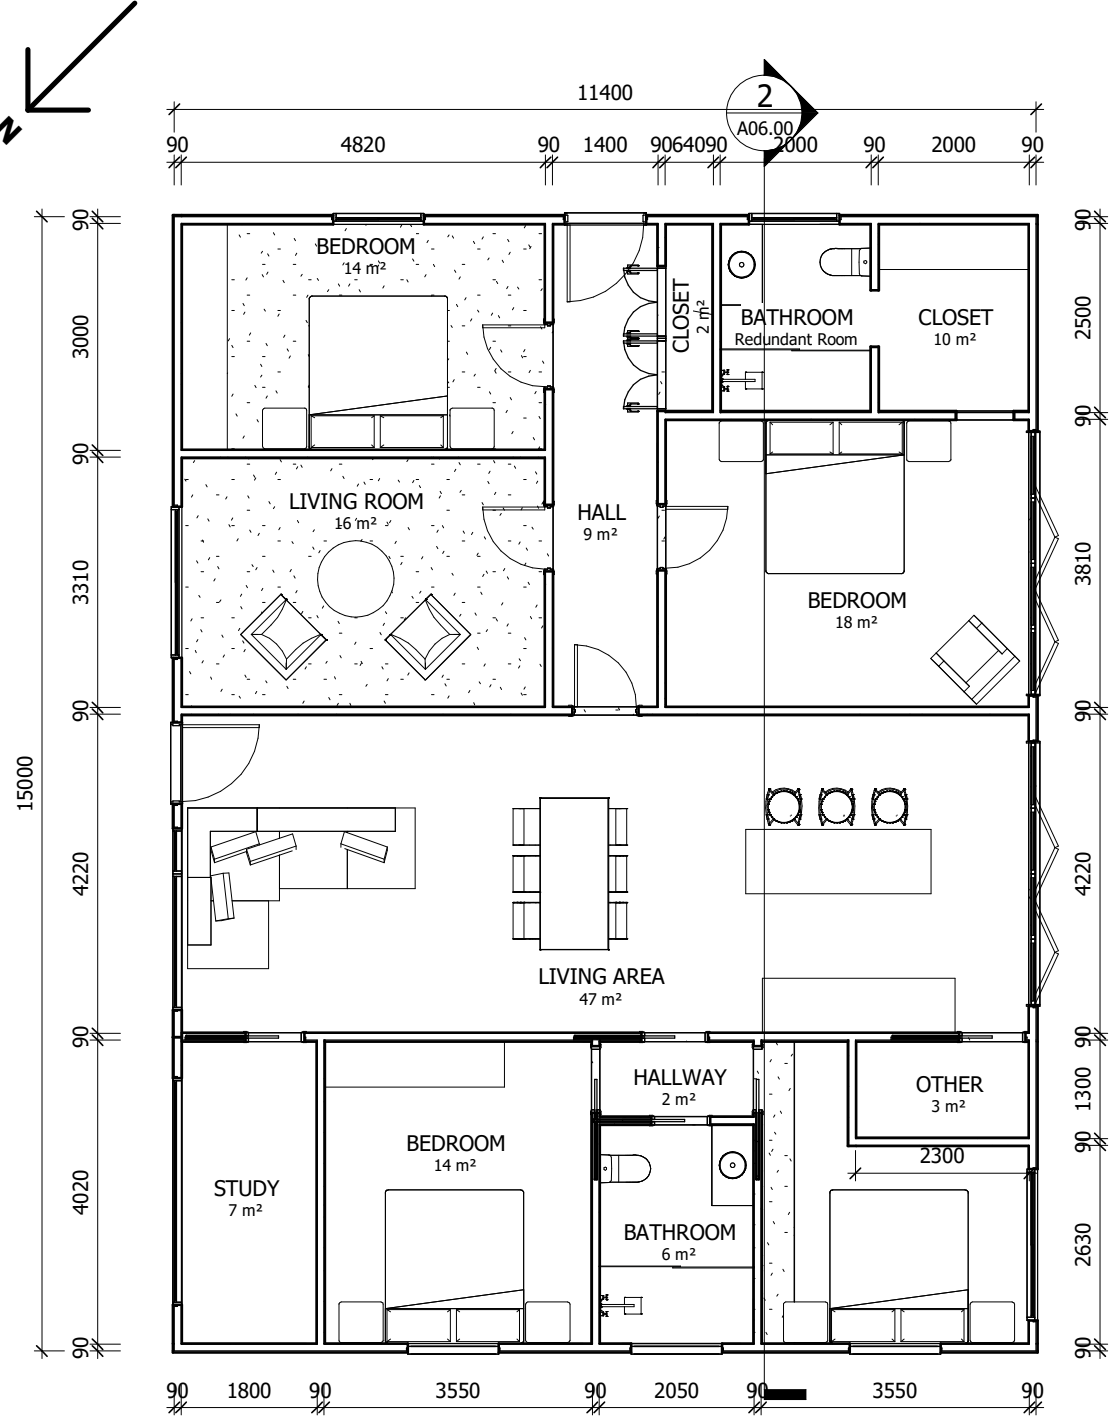 N
11400
2
A06.00
90
4820
90
1400
90
640
90
2000
90
2000
90
90
3000
90
3310
90
15000
4220
90
4020
90
90
2500
90
3810
90
4220
90
1300
90
2630
90
BEDROOM
14 m²
CLOSET
2 m²
BATHROOM
Redundant Room
CLOSET
10 m²
LIVING ROOM
16 m²
HALL
9 m²
BEDROOM
18 m²
LIVING AREA
47 m²
HALLWAY
2 m²
OTHER
3 m²
BEDROOM
14 m²
2300
STUDY
7 m²
BATHROOM
6 m²
90
1800
90
3550
90
2050
90
3550
90